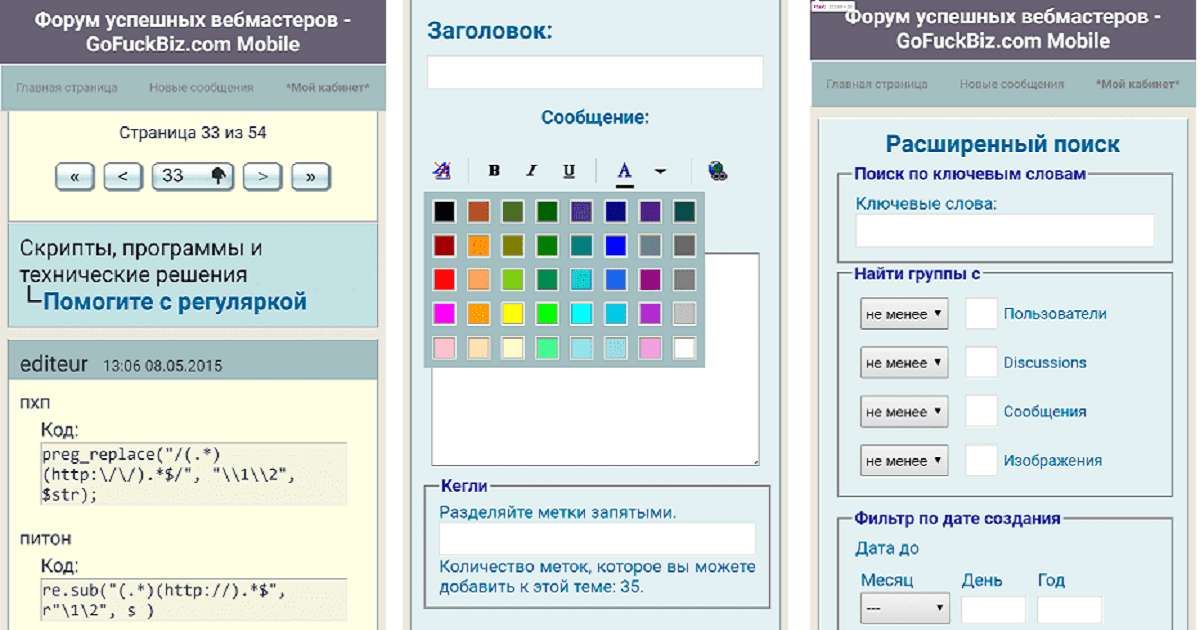 Форум успешных вебмастеров -
GoFuckBiz.com Mobile
Главная страница
Новые сообщения
*Мой кабинет*
Страница 33 из 54
«
<
33
>
»
Скрипты, программы и
технические решения
Помогите с регуляркой
editeur 13:06 08.05.2015
пхп
Код:
preg_replace("/(.*)
(http:\/\/).*$/", "\\1\\2",
$str);
питон
Код:
re.sub("(.*)(http://).*$",
r"\1\2", s )
Заголовок:
Сообщение:
B I U A
Кегли
Разделяйте метки запятыми.
Количество меток, которое вы можете
добавить к этой теме: 35.
Форум успешных вебмастеров -
GoFuckBiz.com Mobile
Главная страница
Новые сообщения
*Мой кабинет*
Расширенный поиск
Поиск по ключевым словам
Ключевые слова:
Найти группы с
не менее ▼ Пользователи
не менее ▼ Discussions
не менее ▼ Сообщения
не менее ▼ Изображения
Фильтр по дате создания
Дата до
Месяц День Год
--- ▼